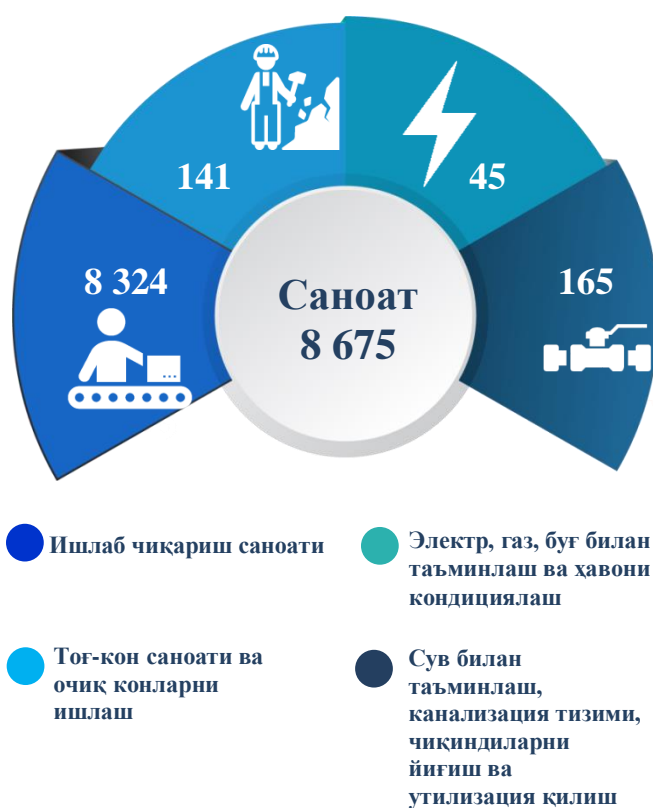 141
45
8 324
165
Саноат
8 675
Ишлаб чиқариш саноати
Электр, газ, буғ билан
таъминлаш ва ҳавони
кондициялаш
Тоғ-кон саноати ва
очиқ конларни
ишлаш
Сув билан
таъминлаш,
канализация тизими,
чиқиндиларни
йиғиш ва
утилизация қилиш